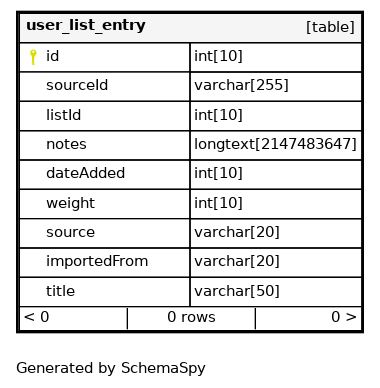 user_list_entry [table]
id int[10]
sourceId varchar[255]
listId int[10]
notes longtext[2147483647]
dateAdded int[10]
weight int[10]
source varchar[20]
importedFrom varchar[20]
title varchar[50]
< 0 0 rows 0 >
Generated by SchemaSpy